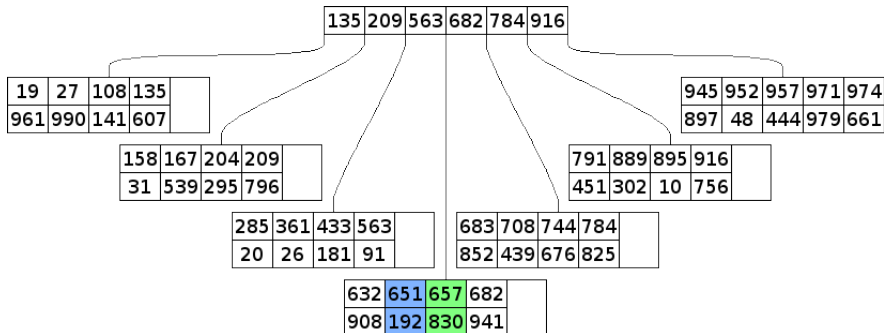 135 209 563 682 784 916
19 27 108 135
961 990 141 607
945 952 957 971 974
897 48 444 979 661
158 167 204 209
31 539 295 796
791 889 895 916
451 302 10 756
285 361 433 563
20 26 181 91
683 708 744 784
852 439 676 825
632 651 657 682
908 192 830 941